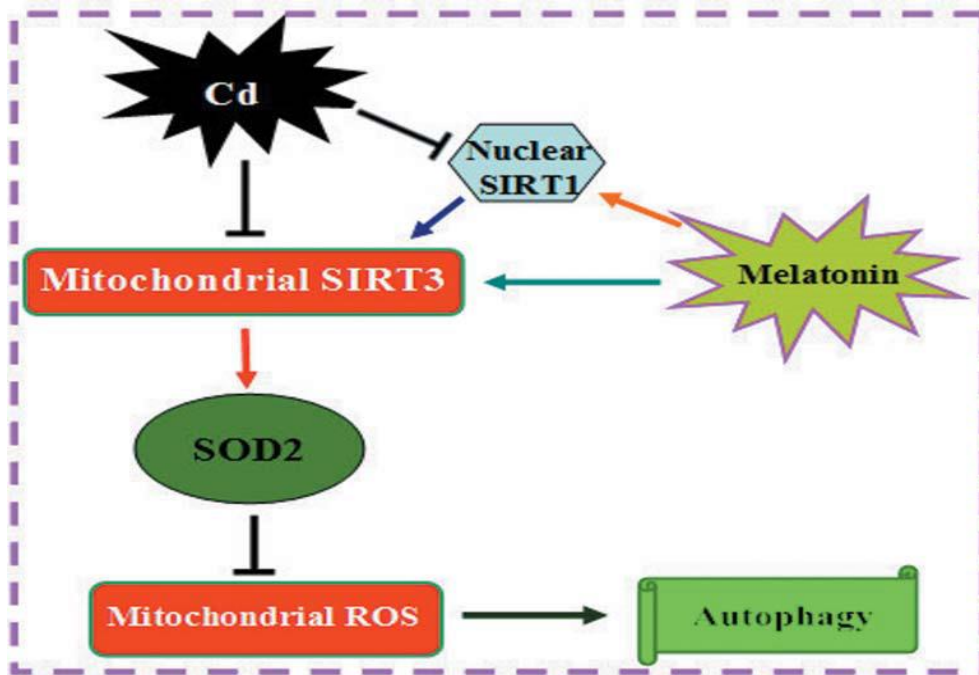 Cd
Nuclear
SIRT1
Mitochondrial SIRT3
Melatonin
SOD2
Mitochondrial ROS
Autophagy